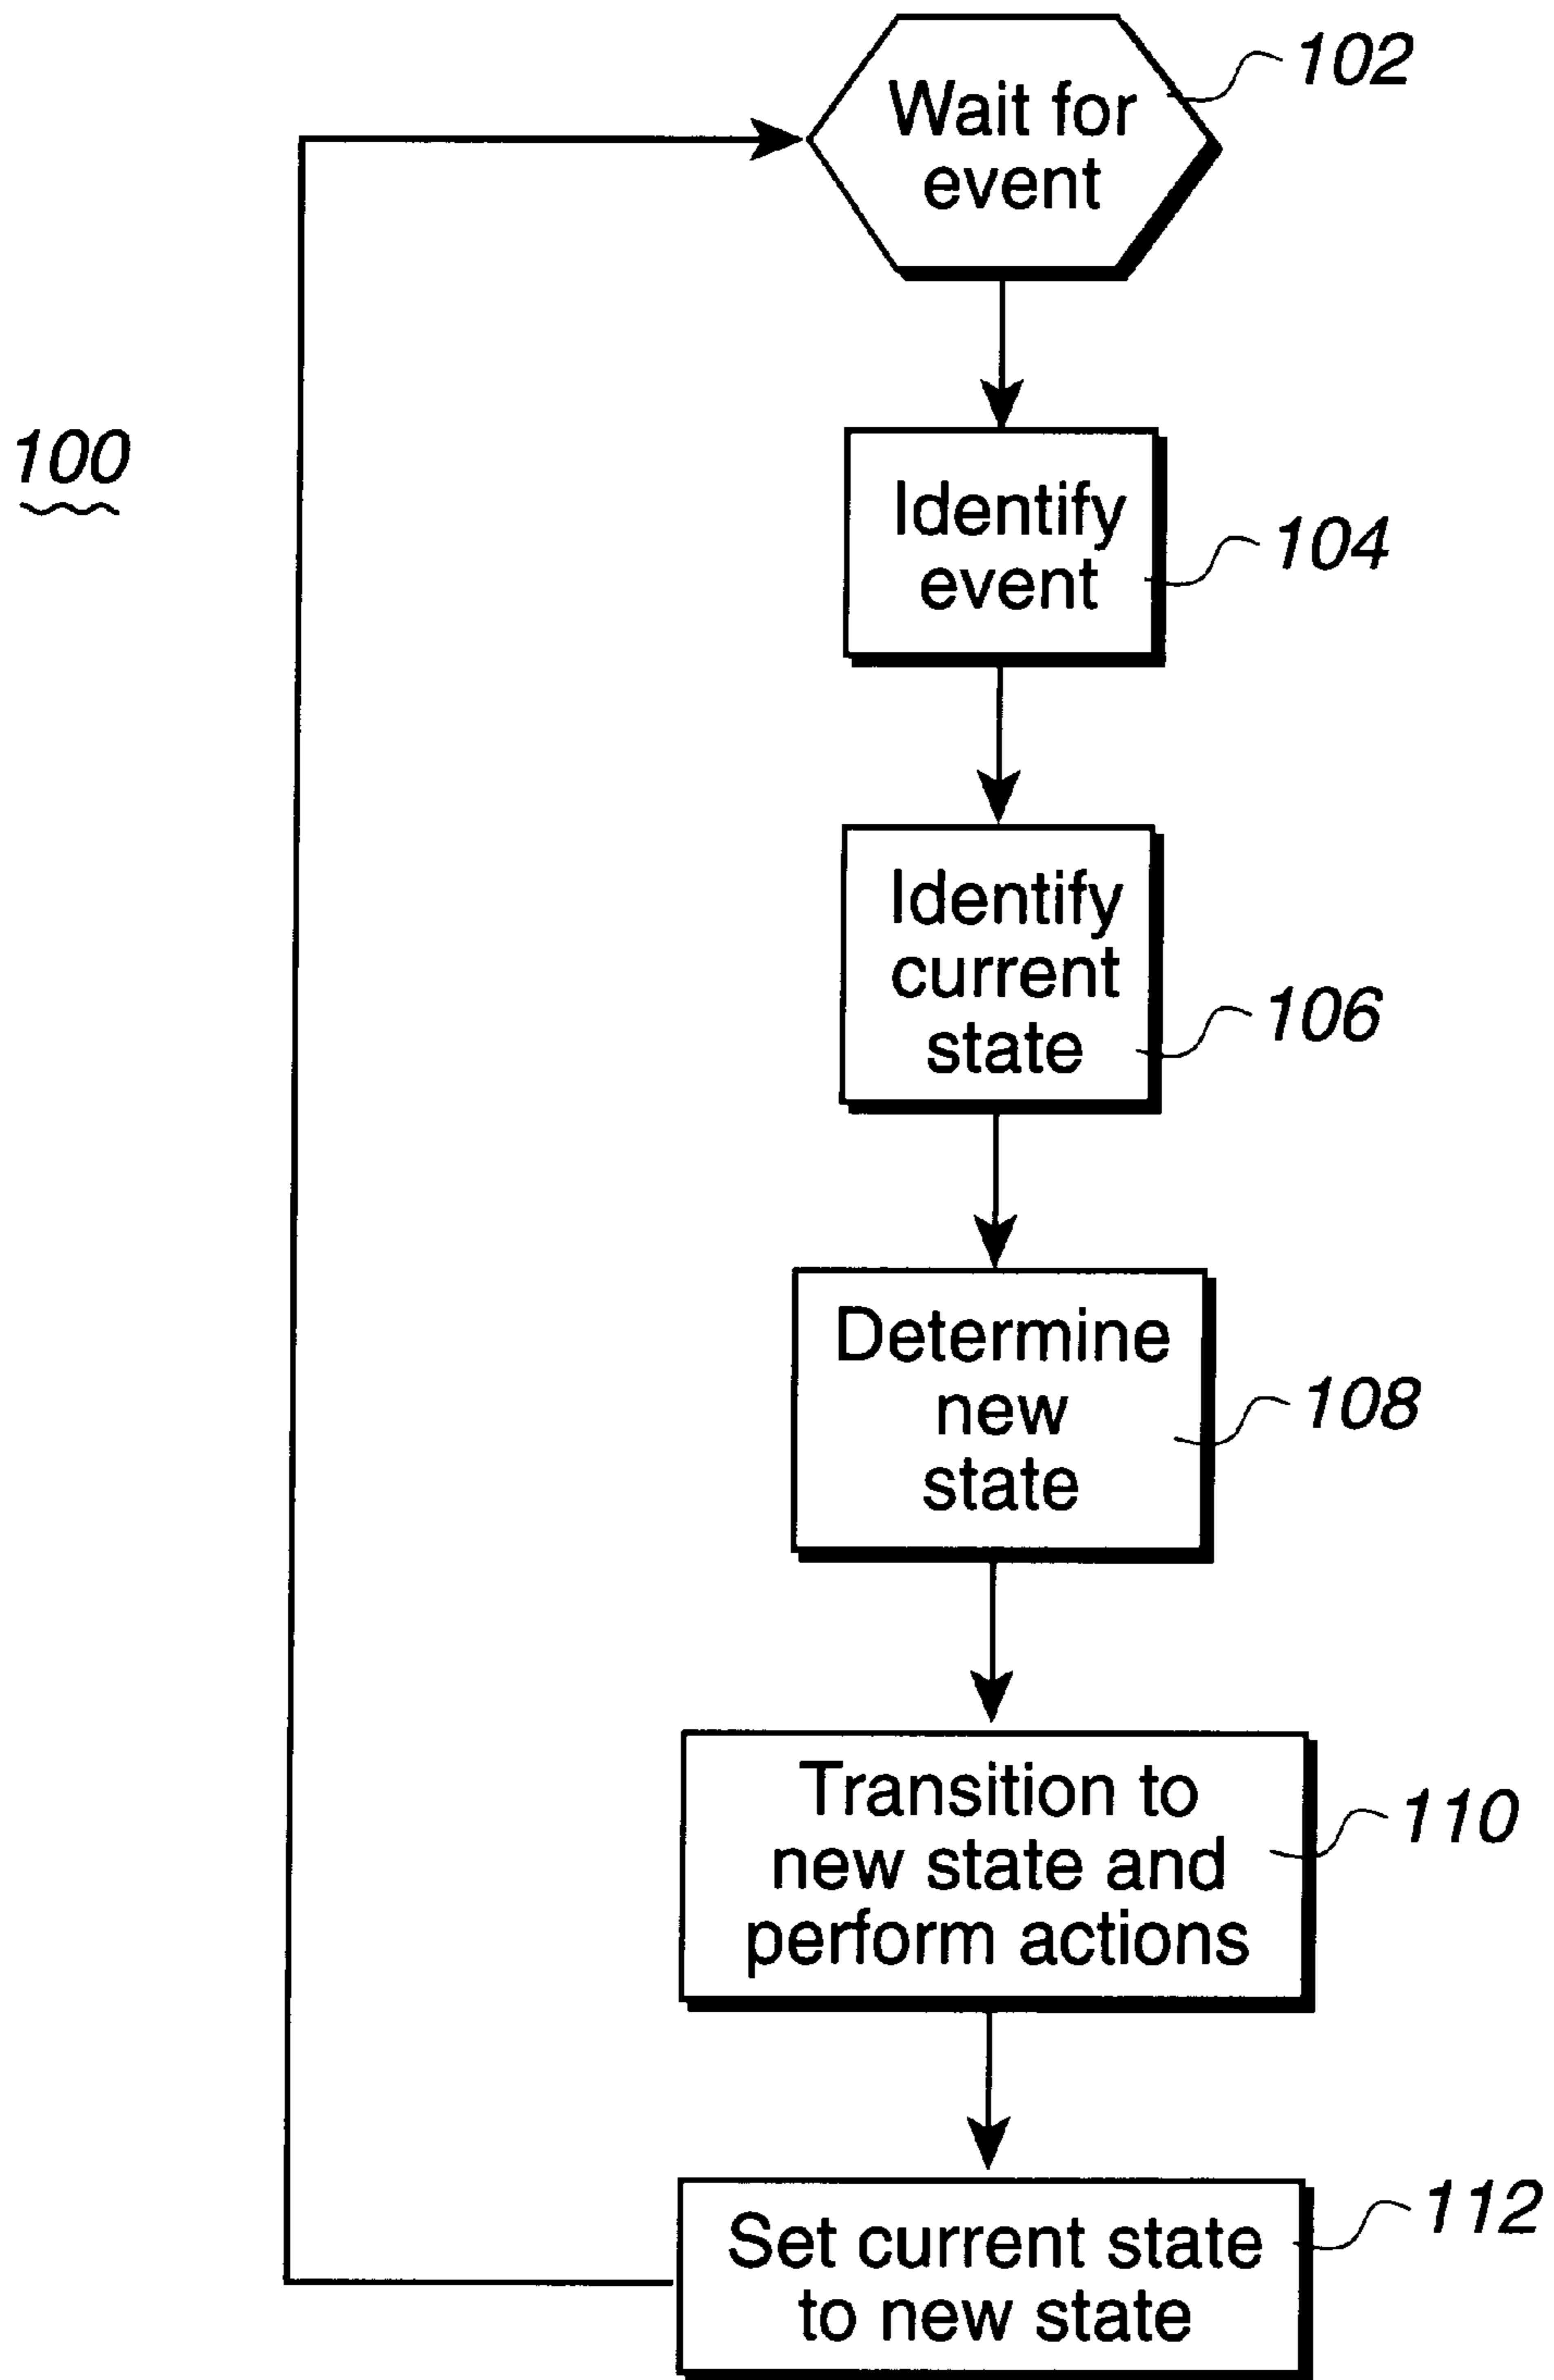 Wait for
event
102
100
Identify
event
104
Identify
current
state
106
Determine
new
state
108
Transition to
new state and
perform actions
110
Set current state
to new state
112